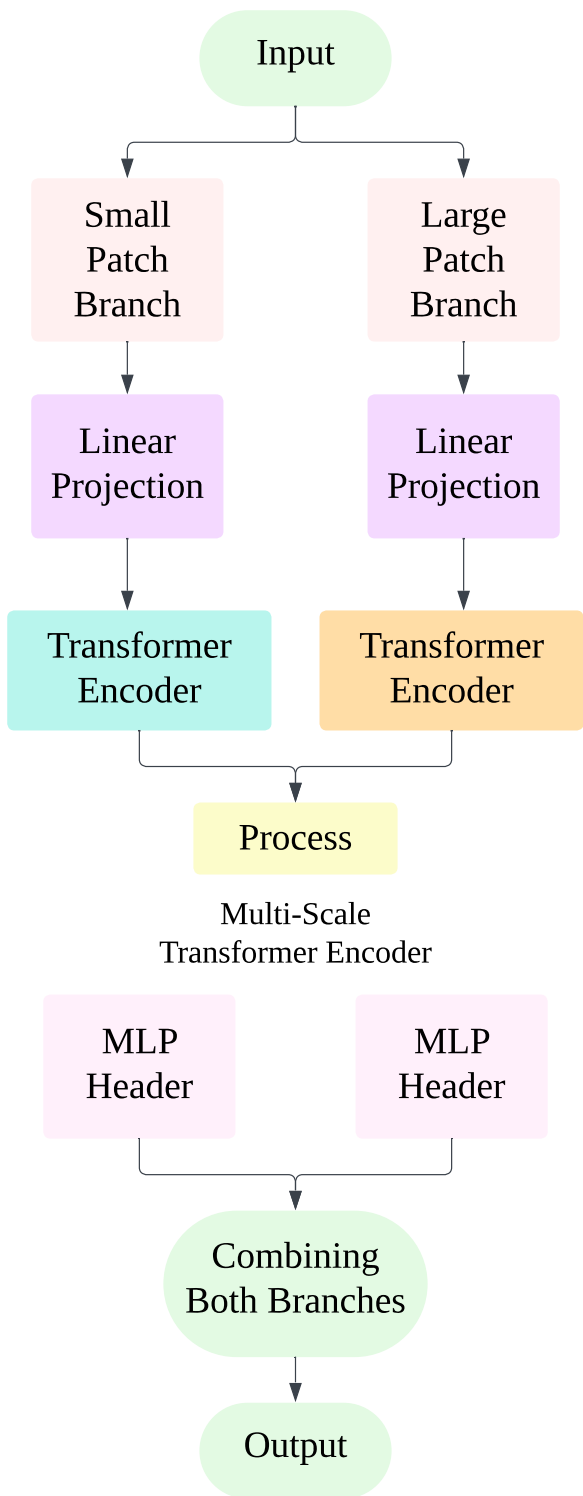 Input
Small
Patch
Branch
Large
Patch
Branch
Linear
Projection
Linear
Projection
Transformer
Encoder
Transformer
Encoder
Process
Multi-Scale
Transformer Encoder
MLP
Header
MLP
Header
Combining
Both Branches
Output